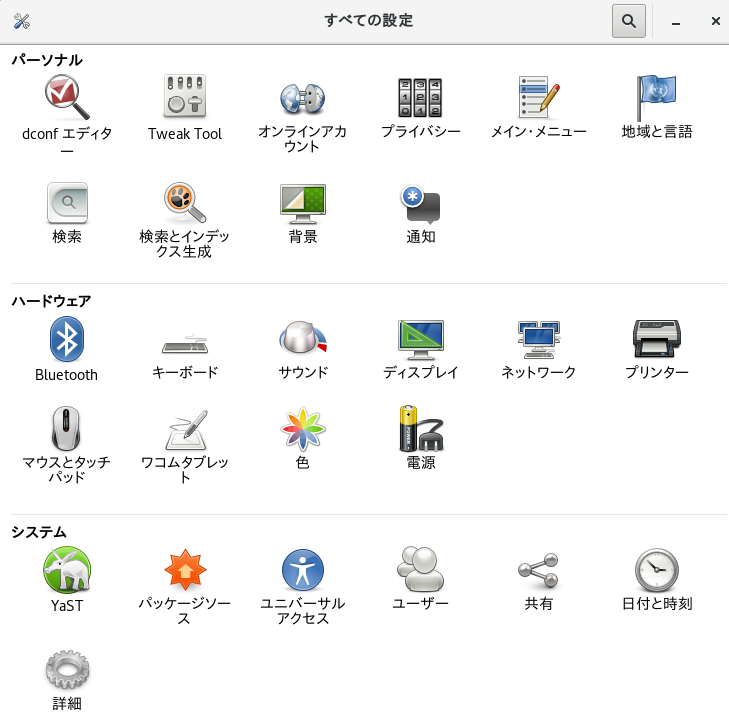 すべての設定
パーソナル
dconf エディタ
ー
Tweak Tool
オンラインアカ
ウント
プライバシー
メイン・メニュー
地域と言語
検索
検索とインデッ
クス生成
背景
通知
ハードウェア
Bluetooth
キーボード
サウンド
ディスプレイ
ネットワーク
プリンター
マウスとタッチ
パッド
ワコムタブレッ
ト
色
電源
システム
YaST
パッケージソー
ス
ユニバーサル
アクセス
ユーザー
共有
日付と時刻
詳細